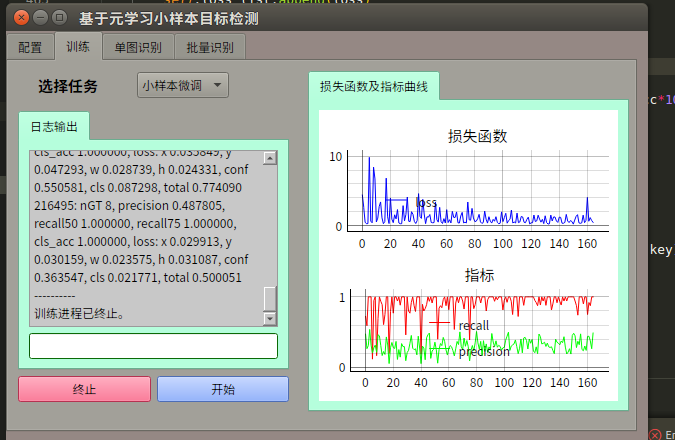 基于元学习小样本目标检测
配置 训练 单图识别 批量识别
选择任务 小样本微调
日志输出
cls_acc 1.000000, loss: x 0.035849, y
0.047293, w 0.028739, h 0.024331, conf
0.550581, cls 0.087298, total 0.774090
216495: nGT 8, precision 0.487805,
recall50 1.000000, recall75 1.000000,
cls_acc 1.000000, loss: x 0.029913, y
0.030159, w 0.023575, h 0.031087, conf
0.363547, cls 0.021771, total 0.500051
----------
训练进程已终止。
终止 开始
损失函数及指标曲线
损失函数
10
0
loss
0 20 40 60 80 100 120 140 160
指标
1
0
recall
precision
0 20 40 60 80 100 120 140 160
c*10
key